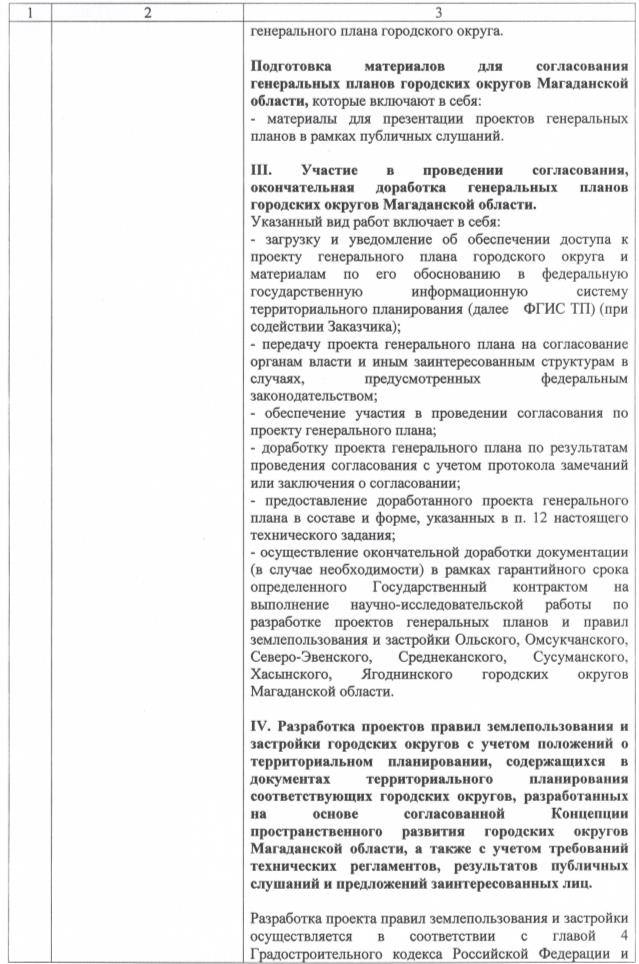 1 2 3
генерального плана городского округа.
Подготовка материалов для согласования
генеральных планов городских округов Магаданской
области, которые включают в себя:
- материалы для презентации проектов генеральных
планов в рамках публичных слушаний.
III. Участие в проведении согласования,
окончательная доработка генеральных планов
городских округов Магаданской области.
Указанный вид работ включает в себя:
- загрузку и уведомление об обеспечении доступа к
проекту генерального плана городского округа и
материалам по его обоснованию в федеральную
государственную информационную систему
территориального планирования (далее ФГИС ТП) (при
содействии Заказчика);
- передачу проекта генерального плана на согласование
органам власти и иным заинтересованным структурам в
случаях, предусмотренных федеральным
законодательством;
- обеспечение участия в проведении согласования по
проекту генерального плана;
- доработку проекта генерального плана по результатам
проведения согласования с учетом протокола замечаний
или заключения о согласовании;
- предоставление доработанного проекта генерального
плана в составе и форме, указанных в п. 12 настоящего
технического задания;
- осуществление окончательной доработки документации
(в случае необходимости) в рамках гарантийного срока
определенного Государственный контрактом на
выполнение научно-исследовательской работы по
разработке проектов генеральных планов и правил
землепользования и застройки Ольского, Омсукчанского,
Северо-Эвенского, Среднеканского, Сусуманского,
Хасынского, Ягоднинского городских округов
Магаданской области.
IV. Разработка проектов правил землепользования и
застройки городских округов с учетом положений о
территориальном планировании, содержащихся в
документах территориального планирования
соответствующих городских округов, разработанных
на основе согласованной Концепции
пространственного развития городских округов
Магаданской области, а также с учетом требований
технических регламентов, результатов публичных
слушаний и предложений заинтересованных лиц.
Разработка проекта правил землепользования и застройки
осуществляется в соответствии с главой 4
Градостроительного кодекса Российской Федерации и